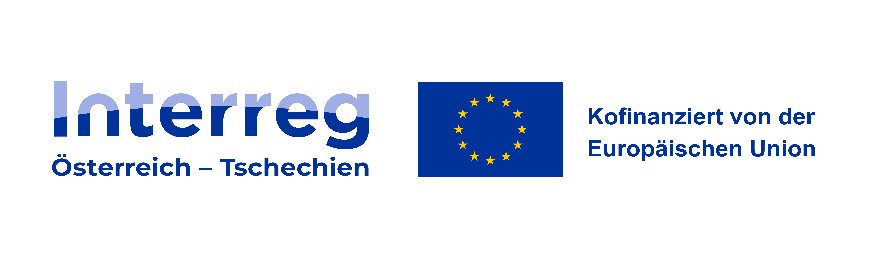 Interreg
Österreich – Tschechien
Kofinanziert von der
Europäischen Union